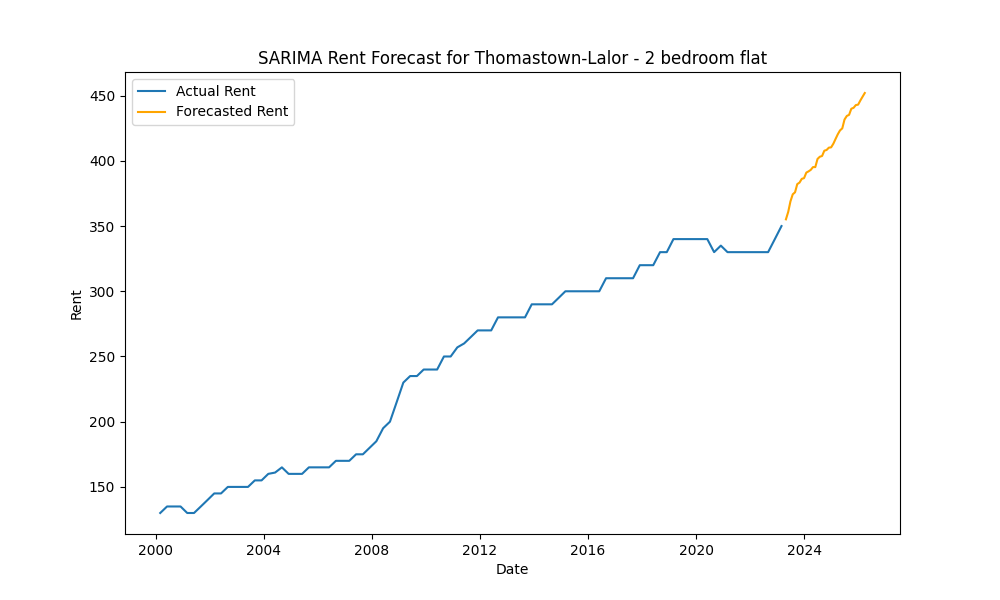 SARIMA Rent Forecast for Thomastown-Lalor - 2 bedroom flat
Actual Rent
Forecasted Rent
450
400
350
300
250
200
150
Rent
2000 2004 2008 2012 2016 2020 2024
Date